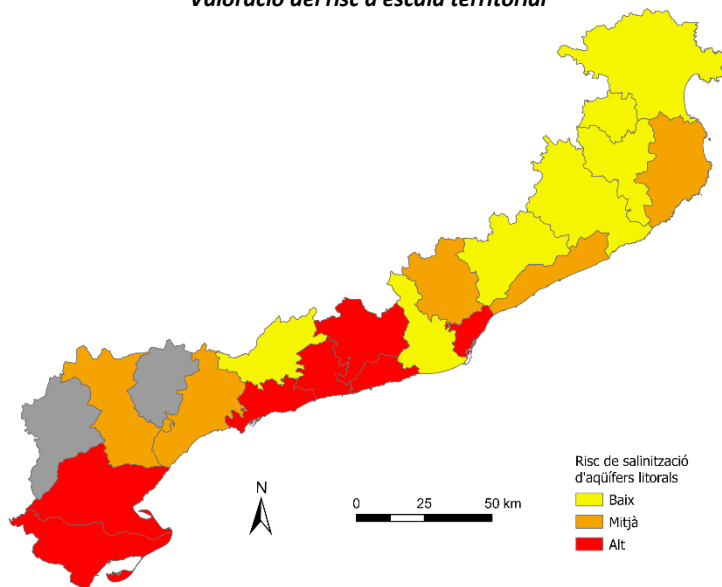 Valoració del risc a escala territorial
N
0 25 50 km
Risc de salinització
d'aqüífers litorals
Baix
Mitjà
Alt